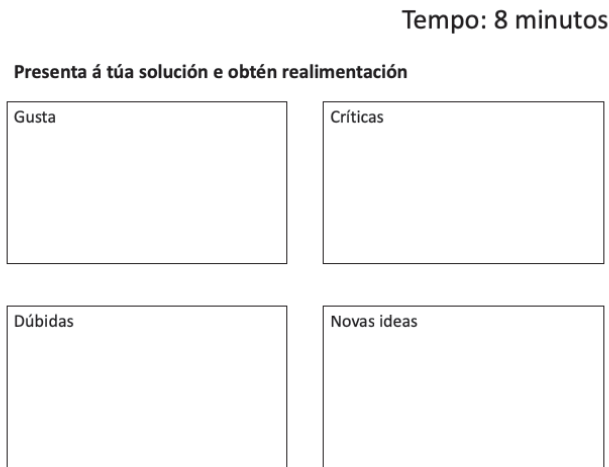 Tempo: 8 minutos
Presenta á túa solución e obtén realimentación
Gusta
Críticas
Dúbidas
Novas ideas